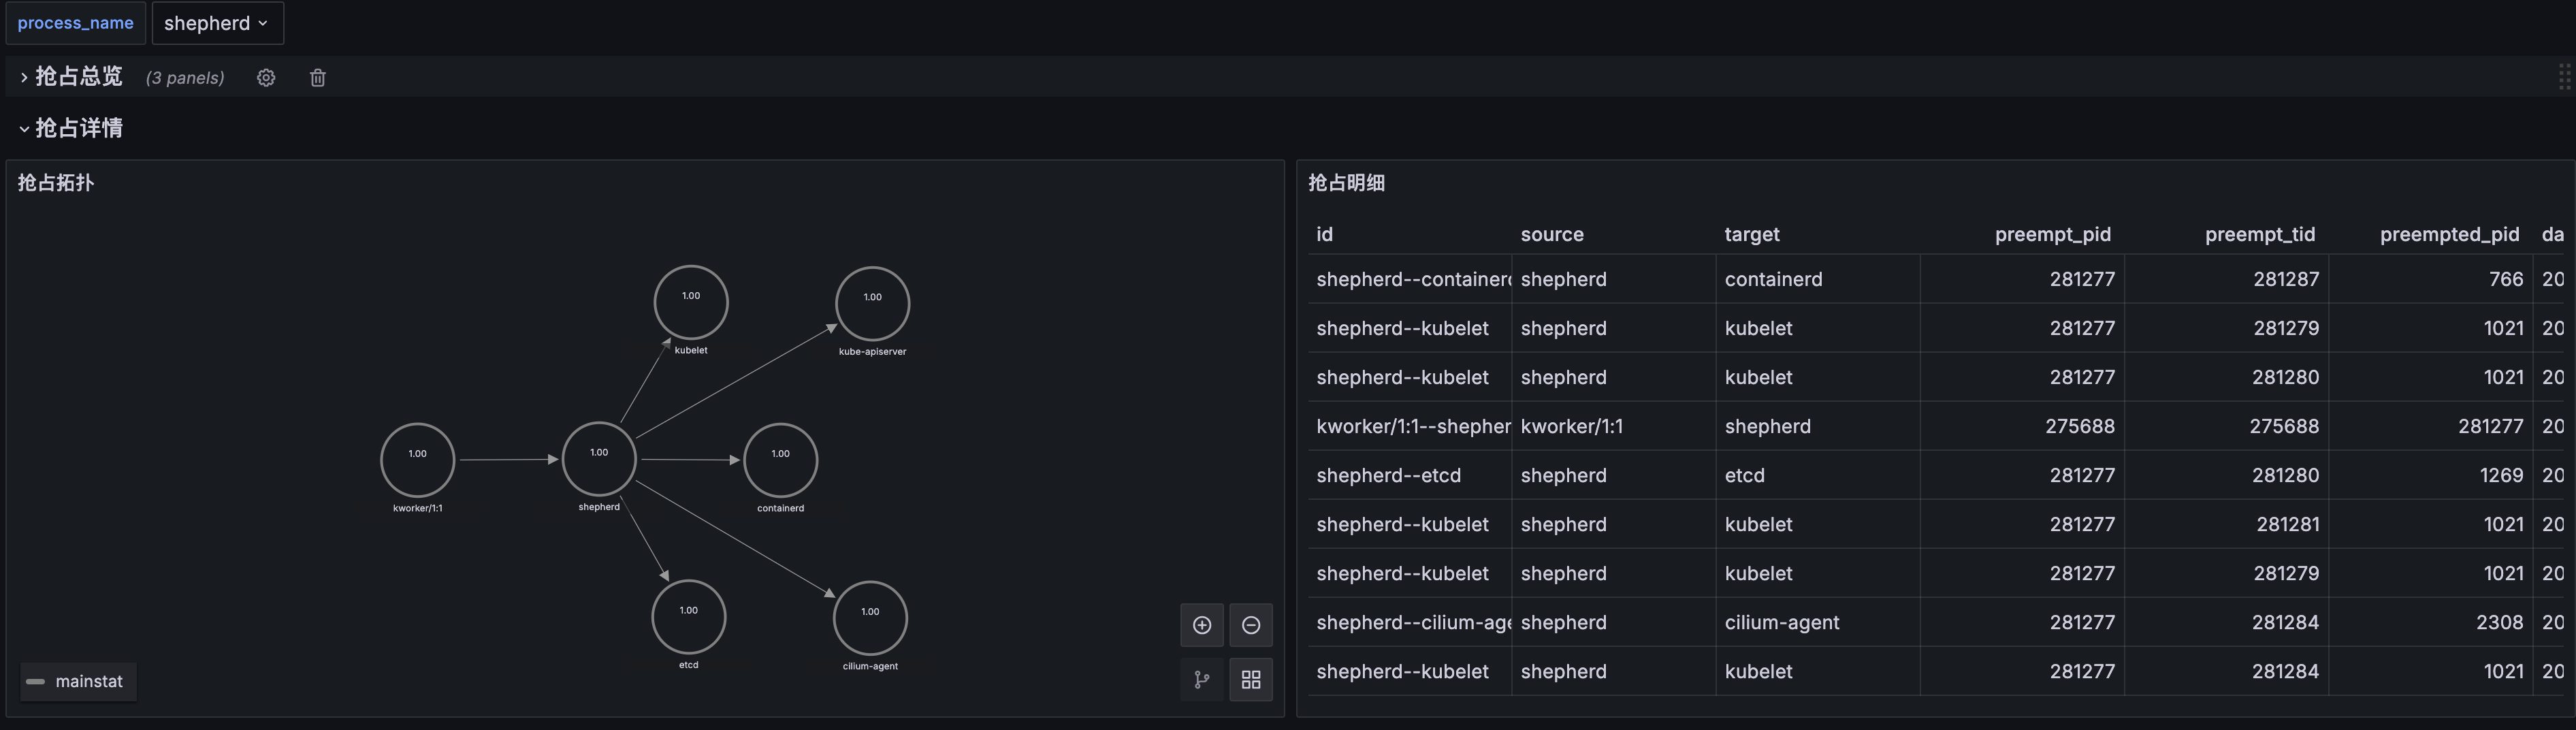 process_name shepherd
抢占总览 (3 panels)
抢占详情
抢占拓扑
1.00
kubelet
1.00
kube-apiserver
1.00
kworker/1:1
1.00
shepherd
1.00
containerd
1.00
etcd
1.00
cilium-agent
mainstat
抢占明细
id source target preempt_pid preempt_tid preempted_pid da
shepherd--containerd shepherd containerd 281277 281287 766 20
shepherd--kubelet shepherd kubelet 281277 281279 1021 20
shepherd--kubelet shepherd kubelet 281277 281280 1021 20
kworker/1:1--shepher kworker/1:1 shepherd 275688 275688 281277 20
shepherd--etcd shepherd etcd 281277 281280 1269 20
shepherd--kubelet shepherd kubelet 281277 281281 1021 20
shepherd--kubelet shepherd kubelet 281277 281279 1021 20
shepherd--cilium-age shepherd cilium-agent 281277 281284 2308 20
shepherd--kubelet shepherd kubelet 281277 281284 1021 20